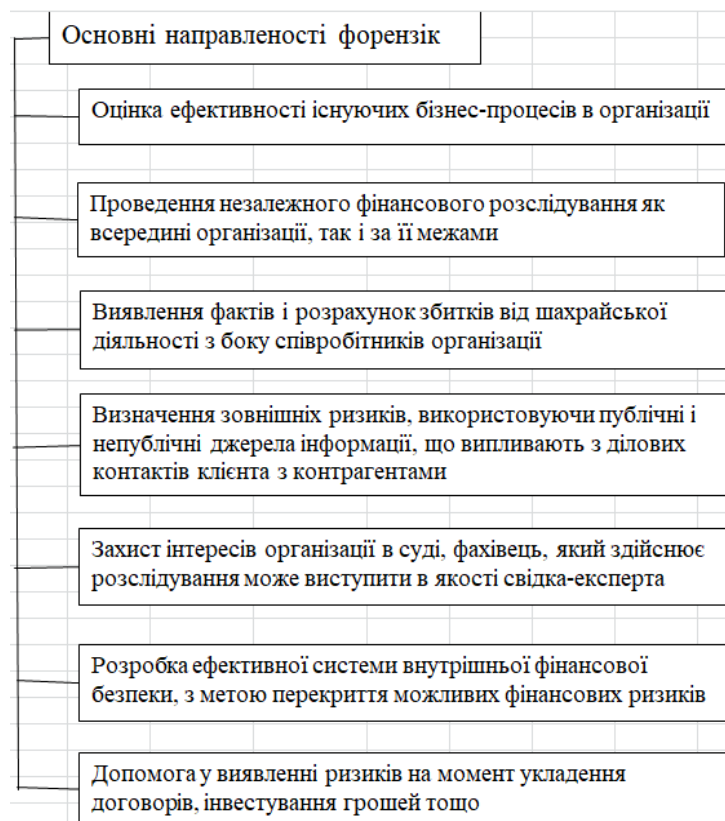 Основні направленості форензік
Оцінка ефективності існуючих бізнес-процесів в організації
Проведення незалежного фінансового розслідування як
всередині організації, так і за її межами
Виявлення фактів і розрахунок збитків від шахрайської
діяльності з боку співробітників організації
Визначення зовнішніх ризиків, використовуючи публічні і
непублічні джерела інформації, що випливають з ділових
контактів клієнта з контрагентами
Захист інтересів організації в суді, фахівець, який здійснює
розслідування може виступити в якості свідка-експерта
Розробка ефективної системи внутрішньої фінансової
безпеки, з метою перекриття можливих фінансових ризиків
Допомога у виявленні ризиків на момент укладення
договорів, інвестування грошей тощо